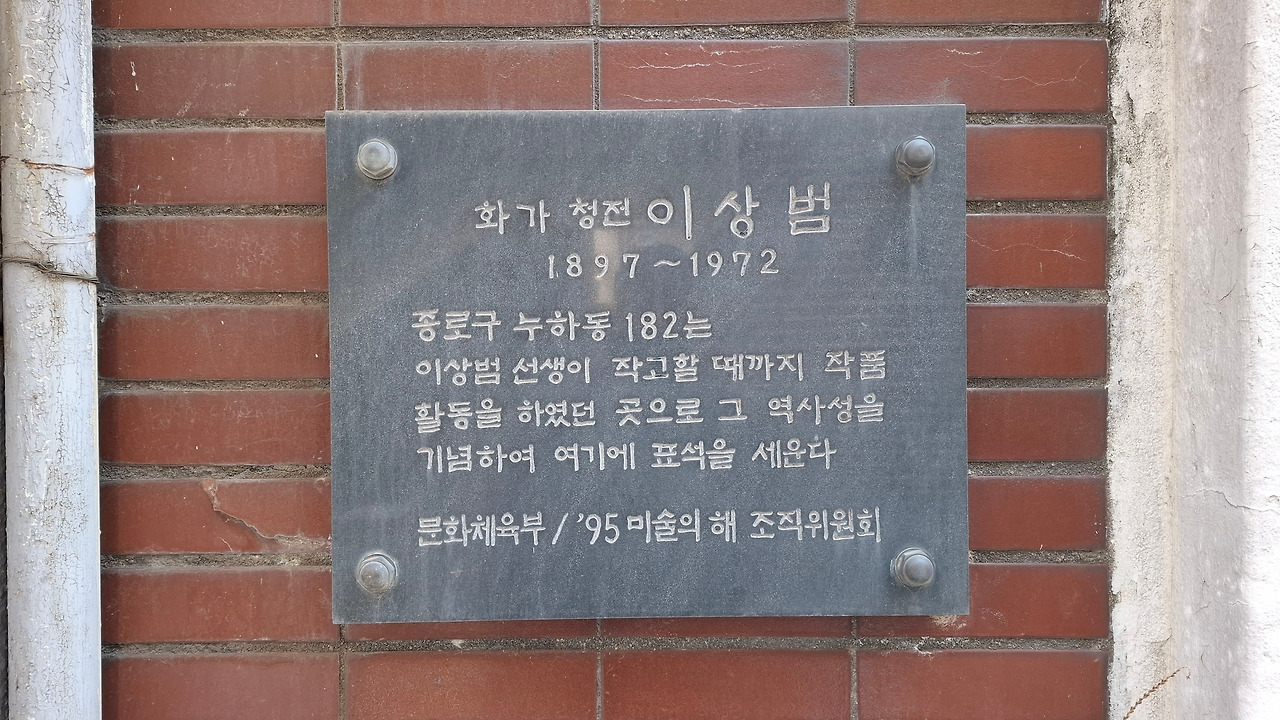 화가 청전 이상범
1897~1972
종로구 누하동 182는
이상범 선생이 작고할 때까지 작품
활동을 하였던 곳으로 그 역사성을
기념하여 여기에 표석을 세운다
문화체육부 / '95 미술의 해 조직위원회